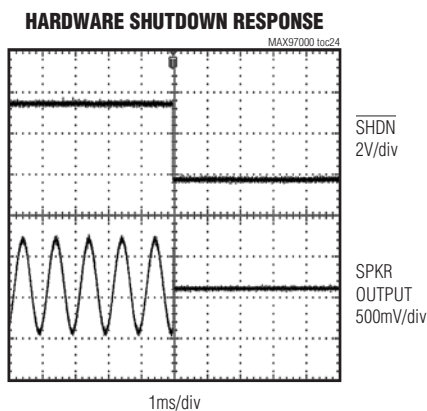 HARDWARE SHUTDOWN RESPONSE
MAX97000 toc24
SHDN
2V/div
SPKR
OUTPUT
500mV/div
1ms/div